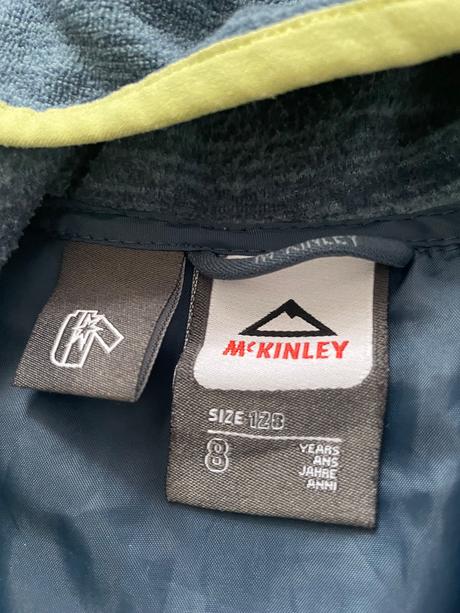 McKINLEY
McKINLEY
SIZE 128
8
YEARS
ANS
JAHRE
ANNI